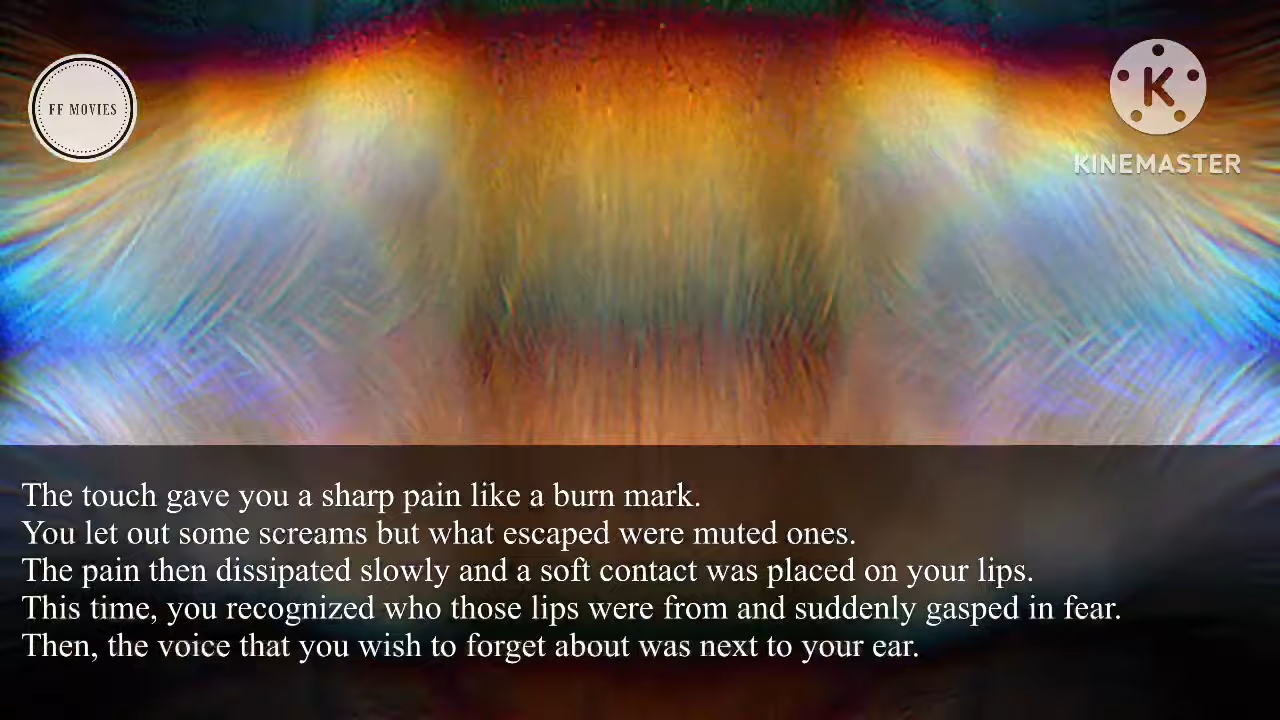 FF MOVIES
K
KINEMASTER
The touch gave you a sharp pain like a burn mark.
You let out some screams but what escaped were muted ones.
The pain then dissipated slowly and a soft contact was placed on your lips.
This time, you recognized who those lips were from and suddenly gasped in fear.
Then, the voice that you wish to forget about was next to your ear.